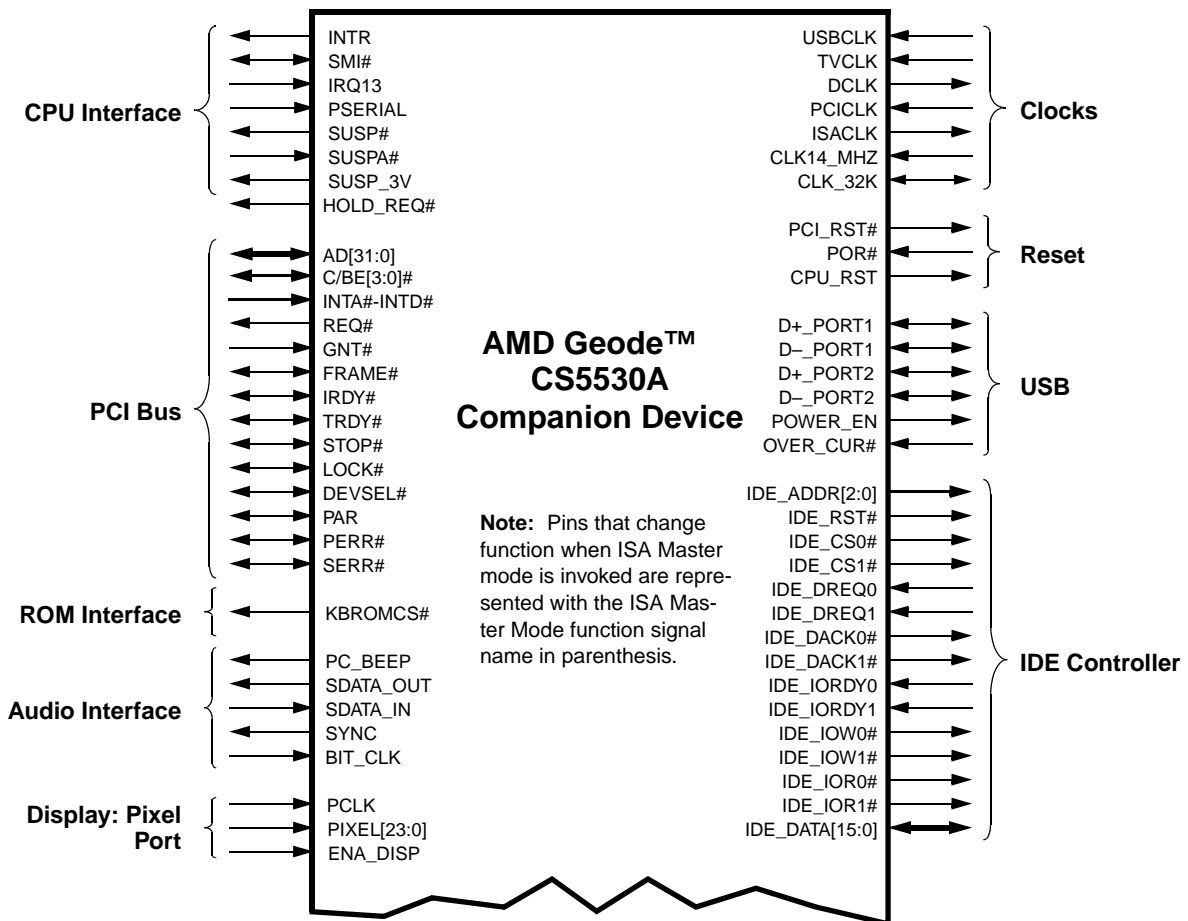 CPU Interface
INTR
SMI#
IRQ13
PSERIAL
SUSP#
SUSPA#
SUSP_3V
HOLD_REQ#
PCI Bus
AD[31:0]
C/BE[3:0]#
INTA#-INTD#
REQ#
GNT#
FRAME#
IRDY#
TRDY#
STOP#
LOCK#
DEVSEL#
PAR
PERR#
SERR#
ROM Interface
KBROMCS#
Audio Interface
PC_BEEP
SDATA_OUT
SDATA_IN
SYNC
BIT_CLK
Display: Pixel
Port
PCLK
PIXEL[23:0]
ENA_DISP
AMD Geode™
CS5530A
Companion Device
Note: Pins that change
function when ISA Master
mode is invoked are repre-
sented with the ISA Mas-
ter Mode function signal
name in parenthesis.
USBCLK
TVCLK
DCLK
PCICLK
ISACLK
CLK14_MHZ
CLK_32K
Clocks
PCI_RST#
POR#
CPU_RST
Reset
D+_PORT1
D–_PORT1
D+_PORT2
D–_PORT2
POWER_EN
OVER_CUR#
USB
IDE_ADDR[2:0]
IDE_RST#
IDE_CS0#
IDE_CS1#
IDE_DREQ0
IDE_DREQ1
IDE_DACK0#
IDE_DACK1#
IDE_IORDY0
IDE_IORDY1
IDE_IOW0#
IDE_IOW1#
IDE_IOR0#
IDE_IOR1#
IDE_DATA[15:0]
IDE Controller